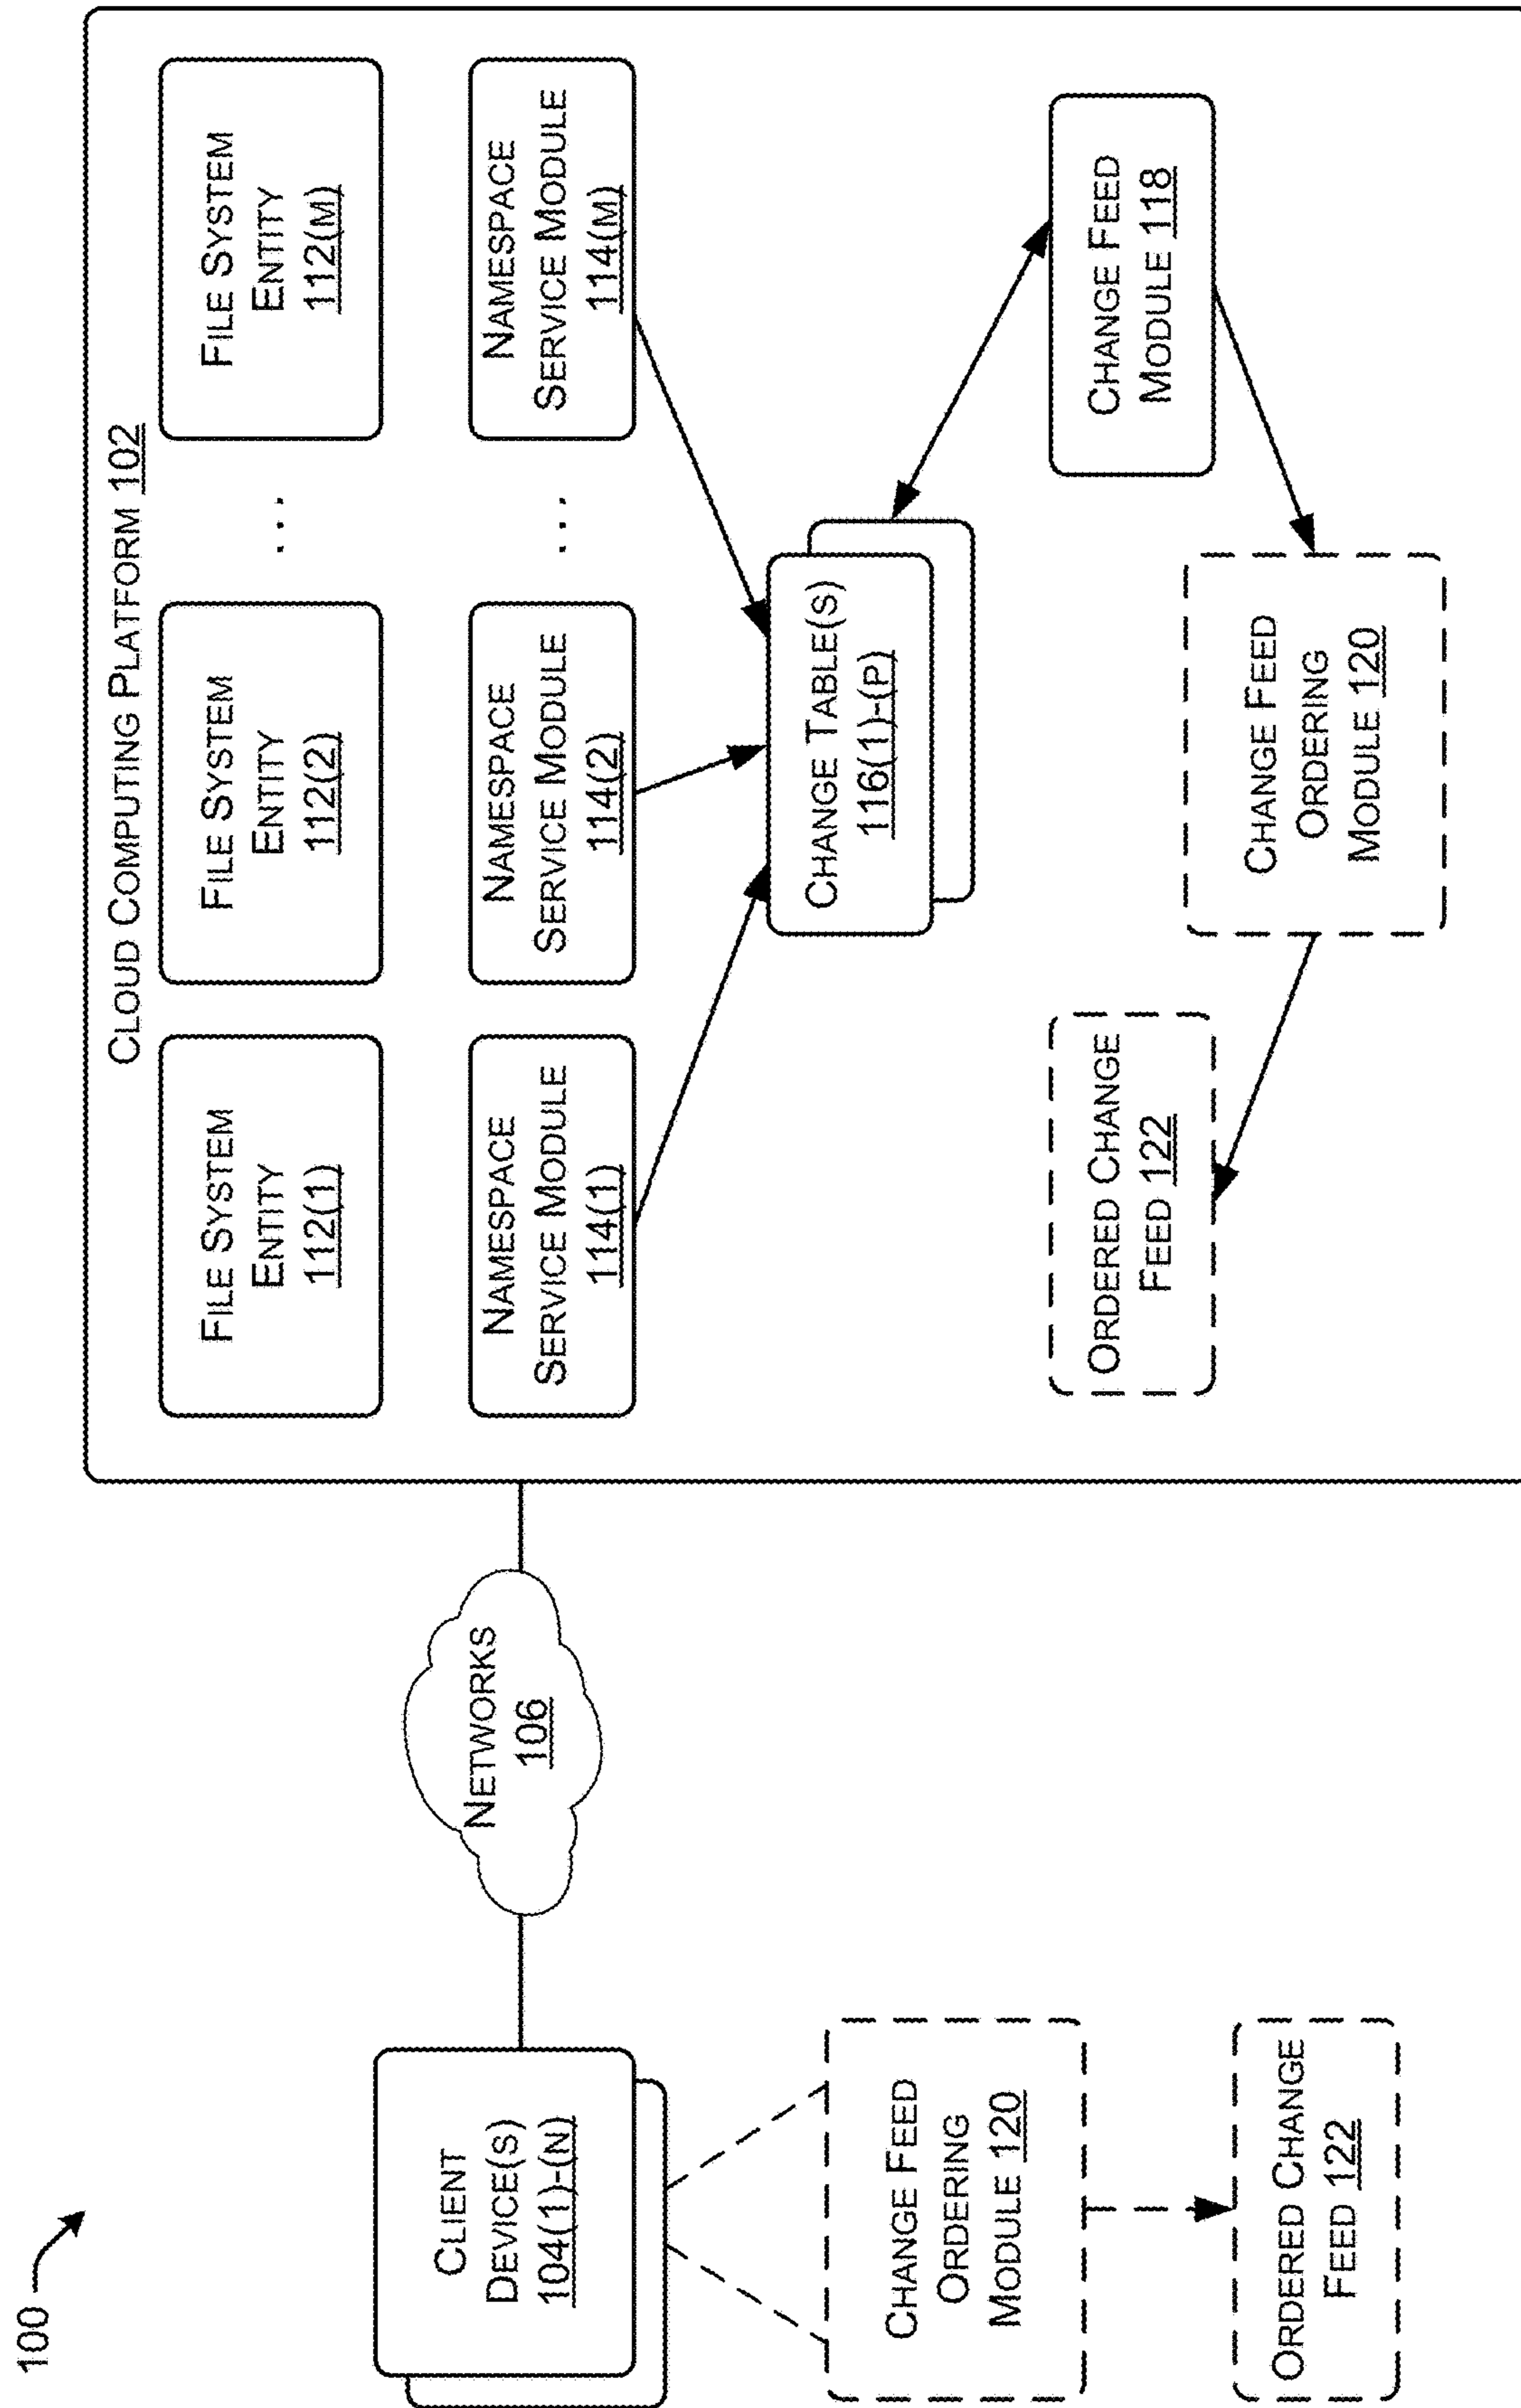 100
CLIENT
DEVICE(S)
104(1)-(N)
CHANGE FEED
ORDERING
MODULE 120
ORDERED CHANGE
FEED 122
NETWORKS
106
CLOUD COMPUTING PLATFORM 102
FILE SYSTEM
ENTITY
112(1)
FILE SYSTEM
ENTITY
112(2)
...
FILE SYSTEM
ENTITY
112(M)
NAMESPACE
SERVICE MODULE
114(1)
NAMESPACE
SERVICE MODULE
114(2)
...
NAMESPACE
SERVICE MODULE
114(M)
CHANGE TABLE(S)
116(1)-(P)
ORDERED CHANGE
FEED 122
CHANGE FEED
MODULE 118
CHANGE FEED
ORDERING
MODULE 120